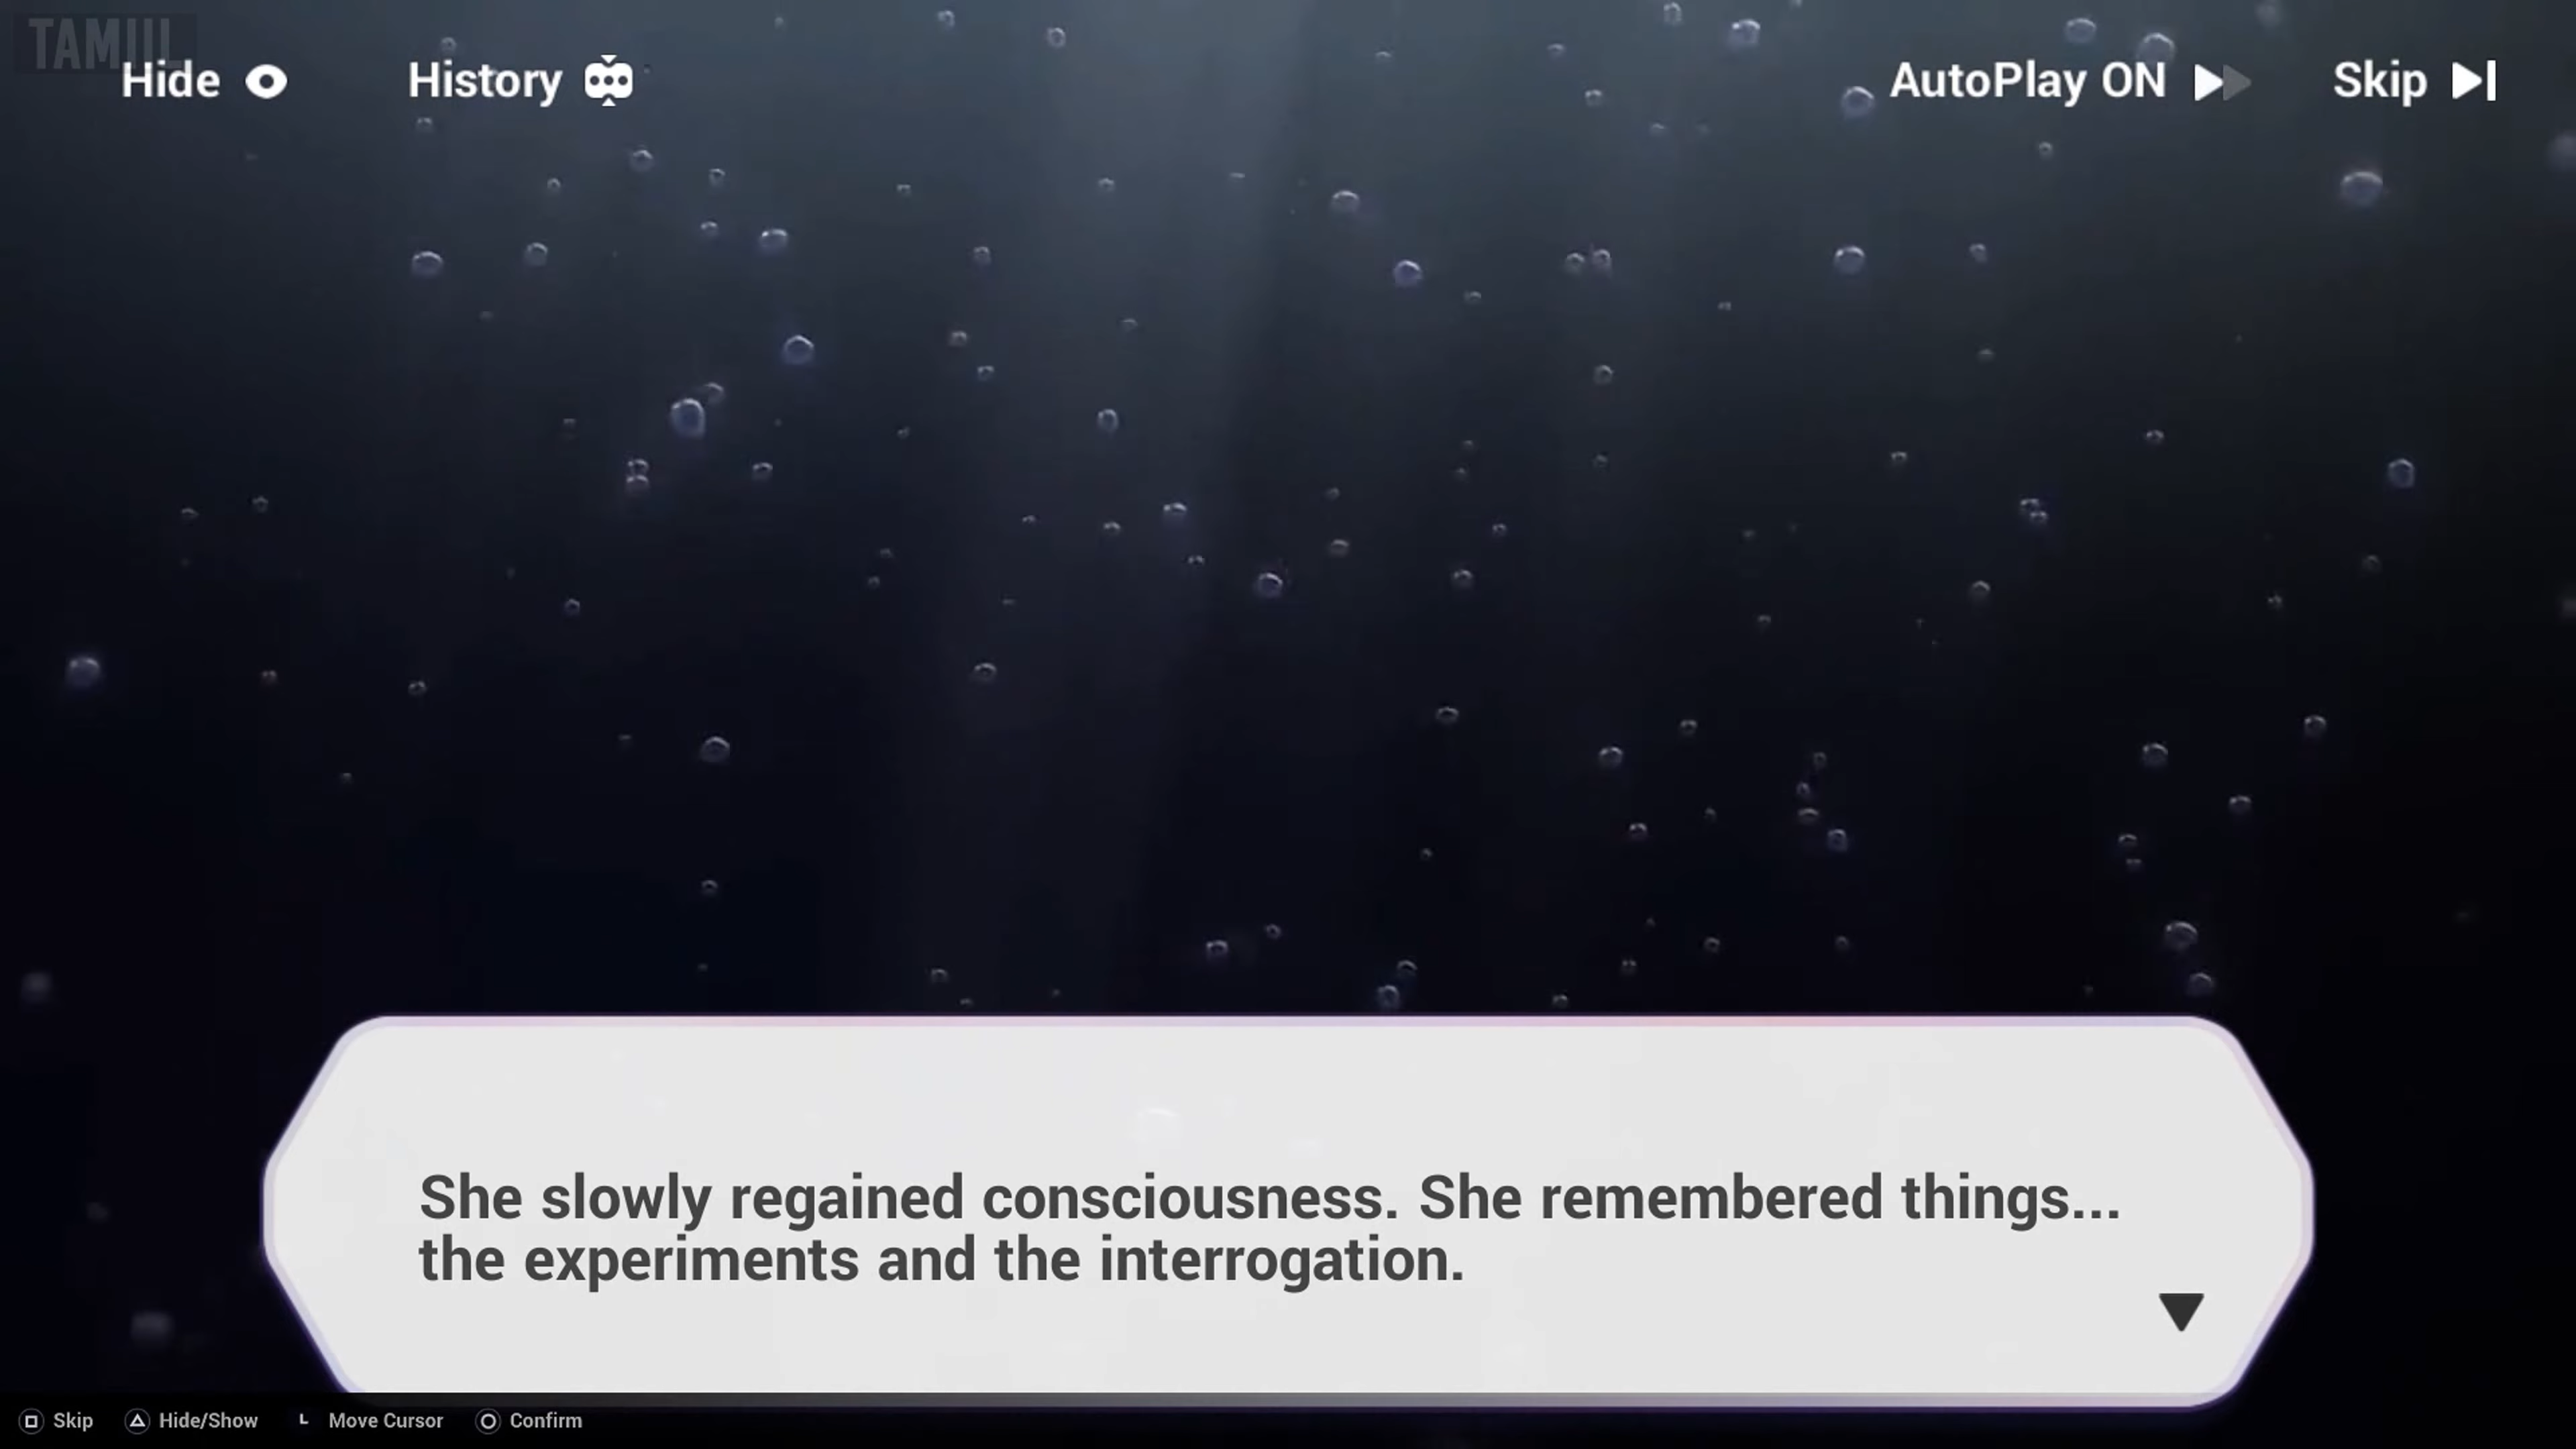 TAMJIL
Hide
History
AutoPlay ON
Skip
She slowly regained consciousness. She remembered things...
the experiments and the interrogation.
Skip
Hide/Show
L
Move Cursor
Confirm